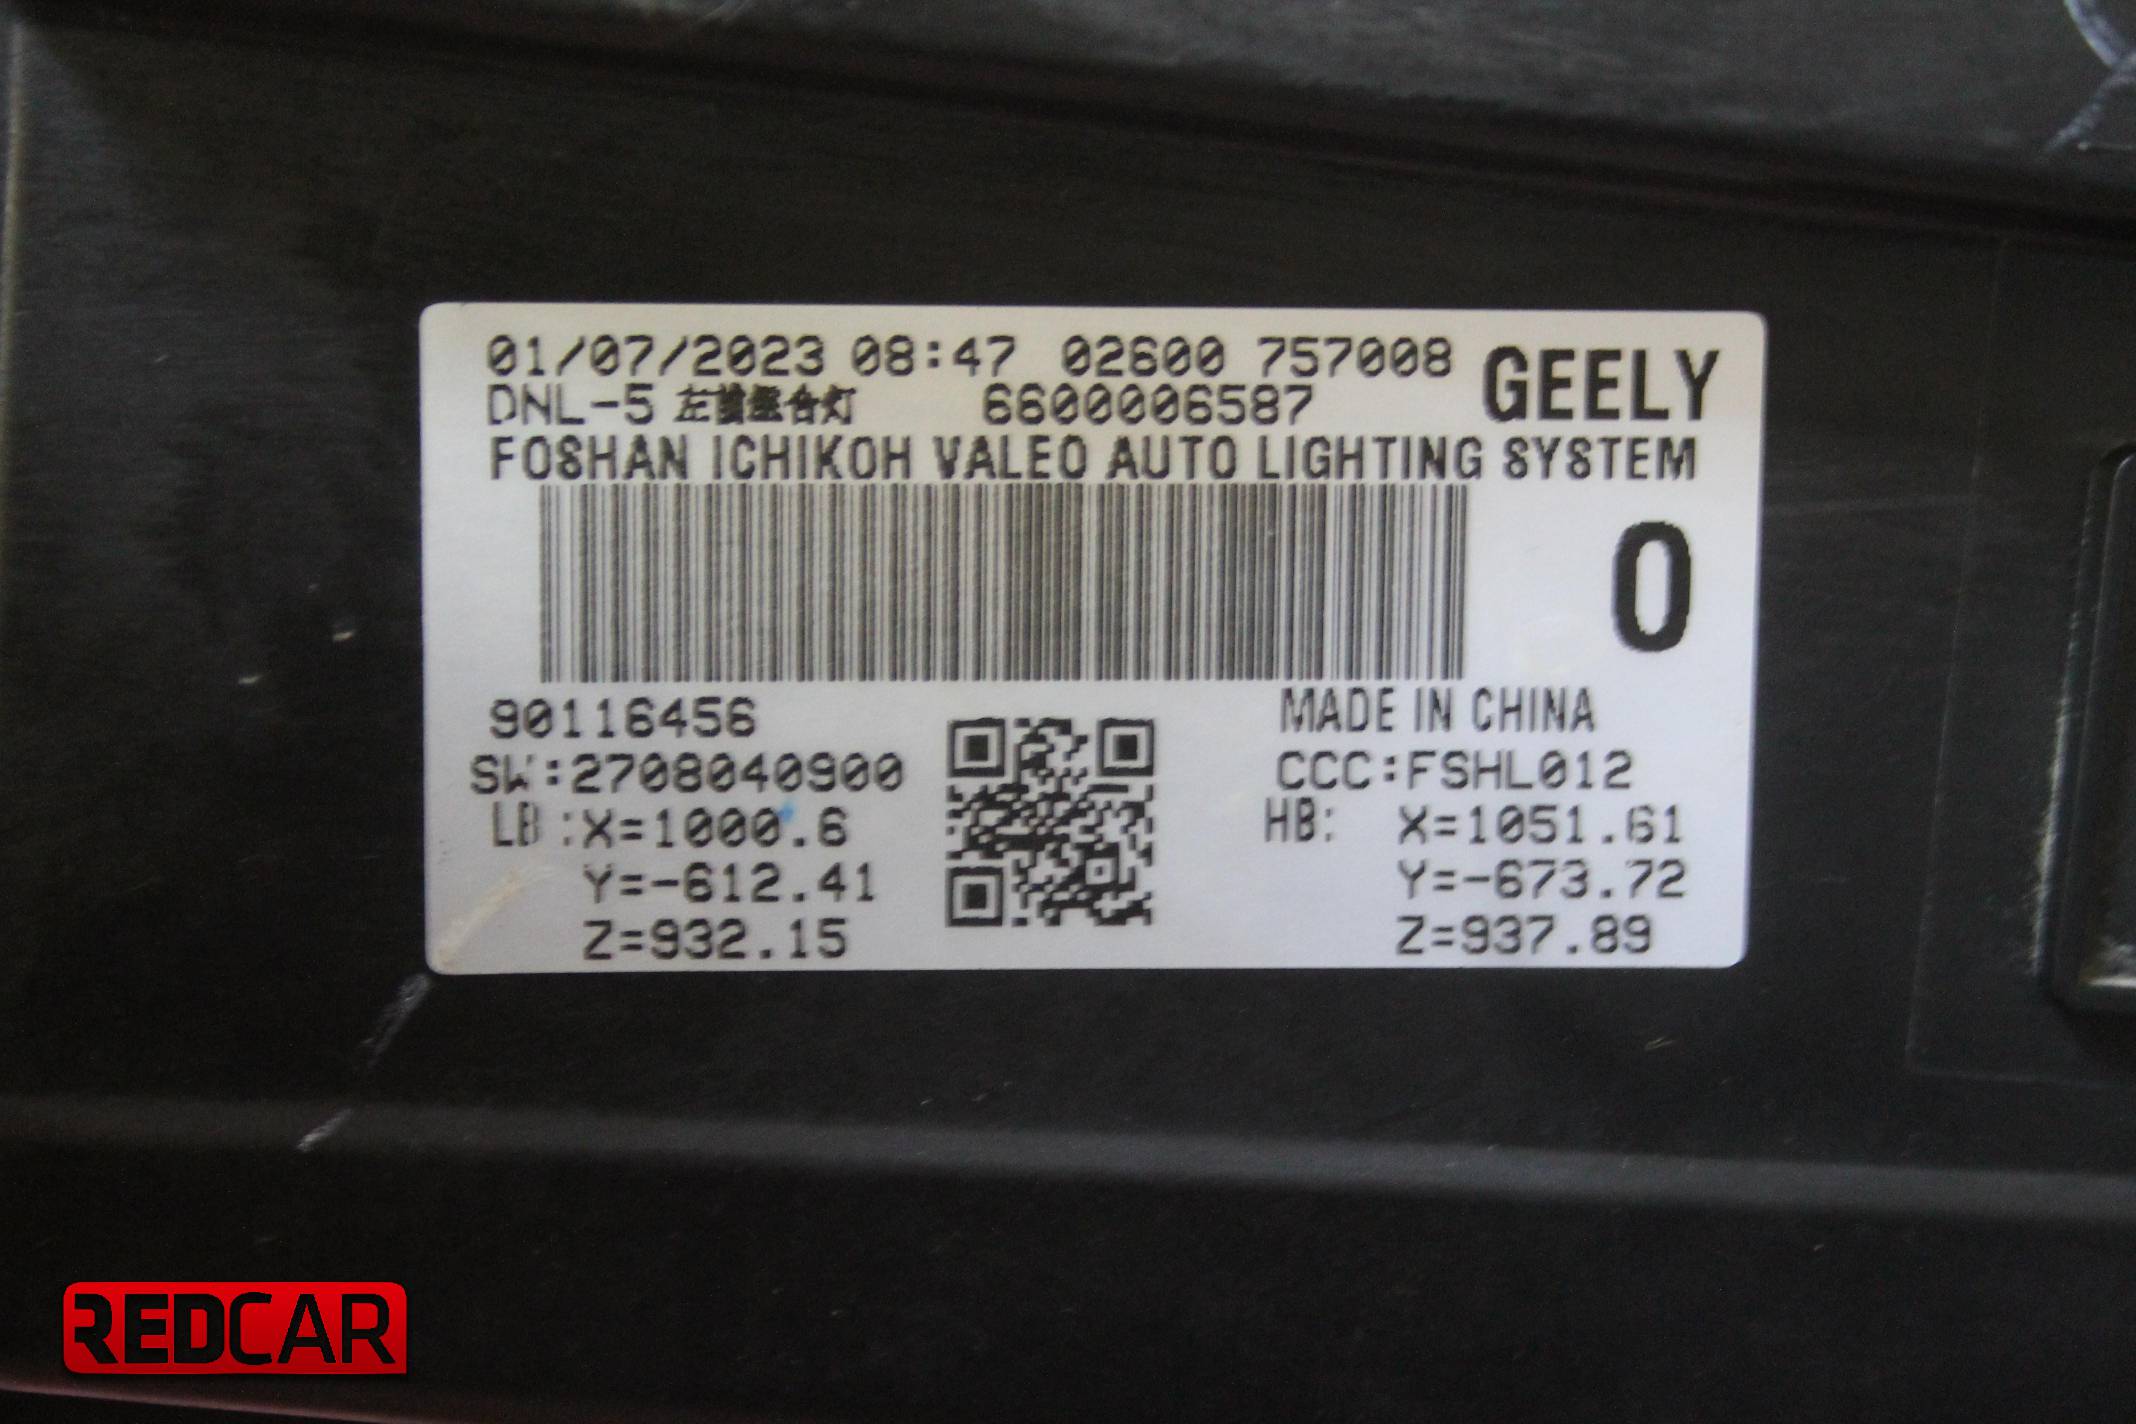 01/07/2023 08:47 02600 757008 GEELY
DNL-5 左前组合灯 6600006587
FOSHAN ICHIKOH VALEO AUTO LIGHTING SYSTEM
0
90116456 MADE IN CHINA
SW:2708040900 CCC:FSHL012
LB:X=1000.6 HB: X=1051.61
Y=-612.41 Y=-673.72
Z=932.15 Z=937.89
REDCAR